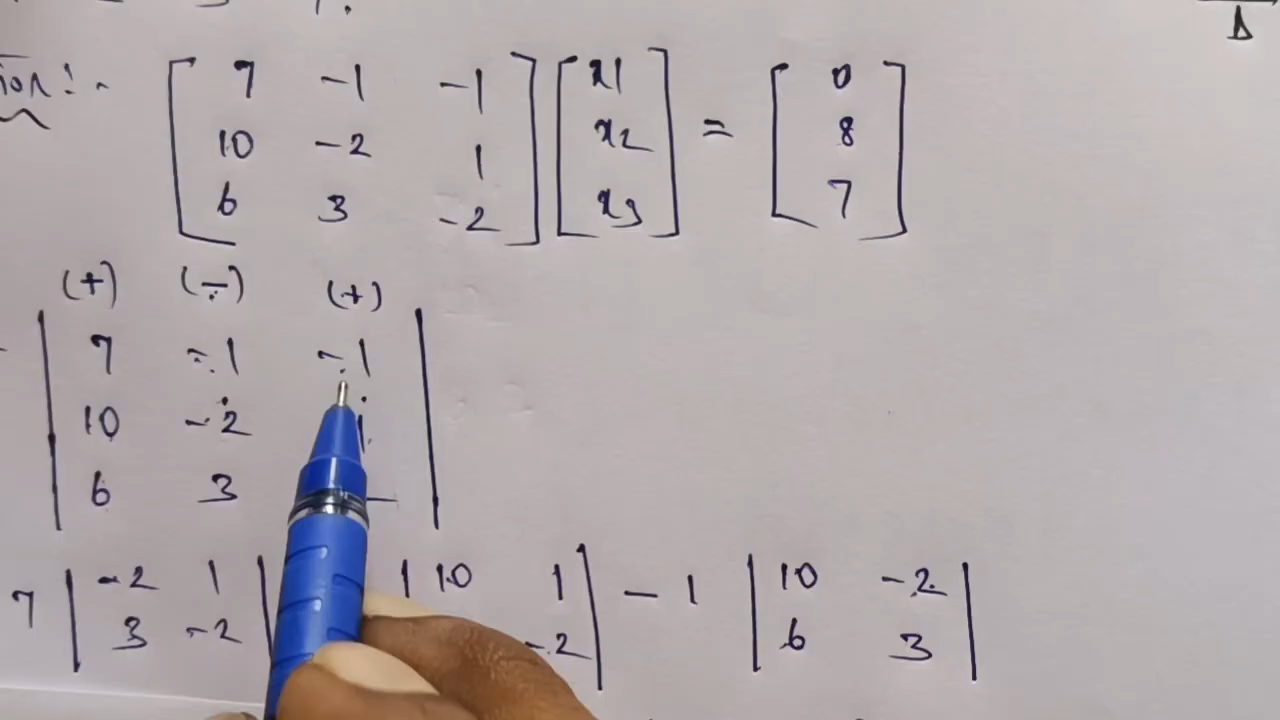 Δ
7 -1 -1 x1 0
10 -2 1 x2 = 8
6 3 -2 x3 7
(+) (-) (+)
7 -1 -1
10 -2 1
6 3
7 | -2 1 | | 10 1 | - 1 | 10 -2 |
3 -2 -2 6 3